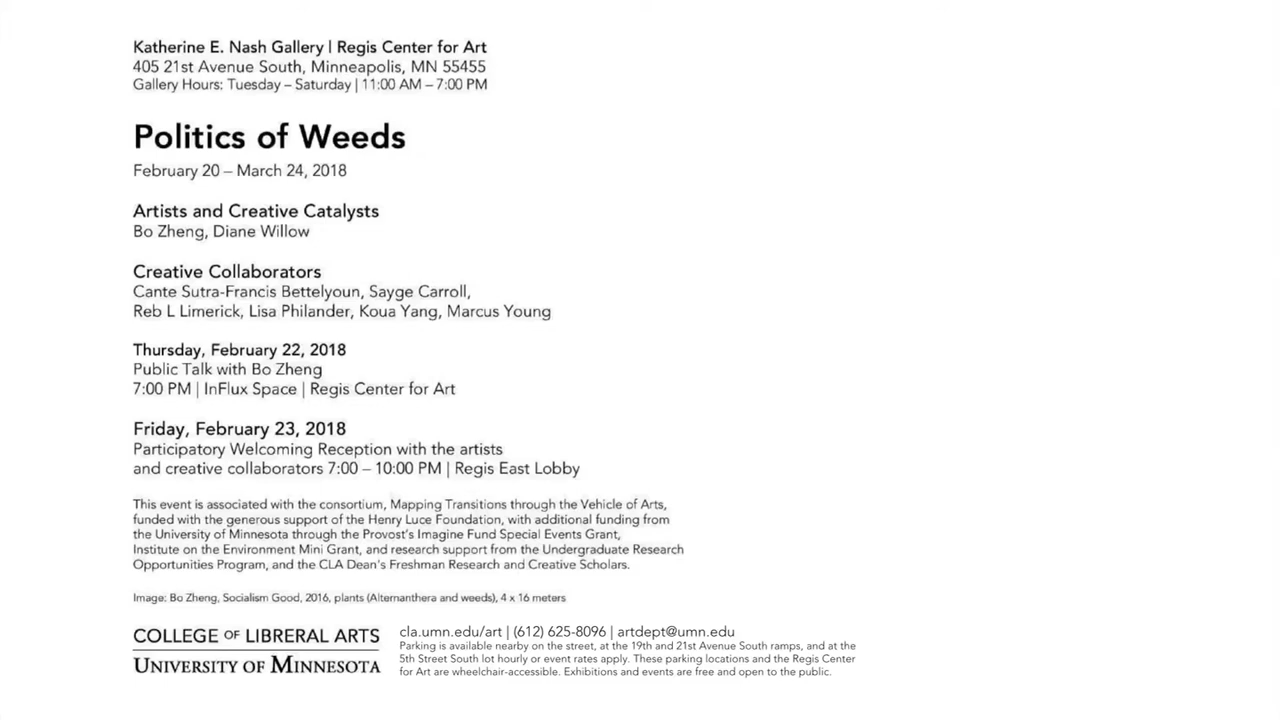 Katherine E. Nash Gallery | Regis Center for Art
405 21st Avenue South, Minneapolis, MN 55455
Gallery Hours: Tuesday – Saturday | 11:00 AM – 7:00 PM
Politics of Weeds
February 20 – March 24, 2018
Artists and Creative Catalysts
Bo Zheng, Diane Willow
Creative Collaborators
Cante Sutra-Francis Bettelyoun, Sayge Carroll,
Reb L Limerick, Lisa Philander, Koua Yang, Marcus Young
Thursday, February 22, 2018
Public Talk with Bo Zheng
7:00 PM | InFlux Space | Regis Center for Art
Friday, February 23, 2018
Participatory Welcoming Reception with the artists
and creative collaborators 7:00 – 10:00 PM | Regis East Lobby
This event is associated with the consortium, Mapping Transitions through the Vehicle of Arts,
funded with the generous support of the Henry Luce Foundation, with additional funding from
the University of Minnesota through the Provost's Imagine Fund Special Events Grant,
Institute on the Environment Mini Grant, and research support from the Undergraduate Research
Opportunities Program, and the CLA Dean's Freshman Research and Creative Scholars.
Image: Bo Zheng, Socialism Good, 2016, plants (Alternanthera and weeds), 4 x 16 meters
COLLEGE OF LIBRERAL ARTS
UNIVERSITY OF MINNESOTA
cla.umn.edu/art | (612) 625-8096 | artdept@umn.edu
Parking is available nearby on the street, at the 19th and 21st Avenue South ramps, and at the
5th Street South lot hourly or event rates apply. These parking locations and the Regis Center
for Art are wheelchair-accessible. Exhibitions and events are free and open to the public.